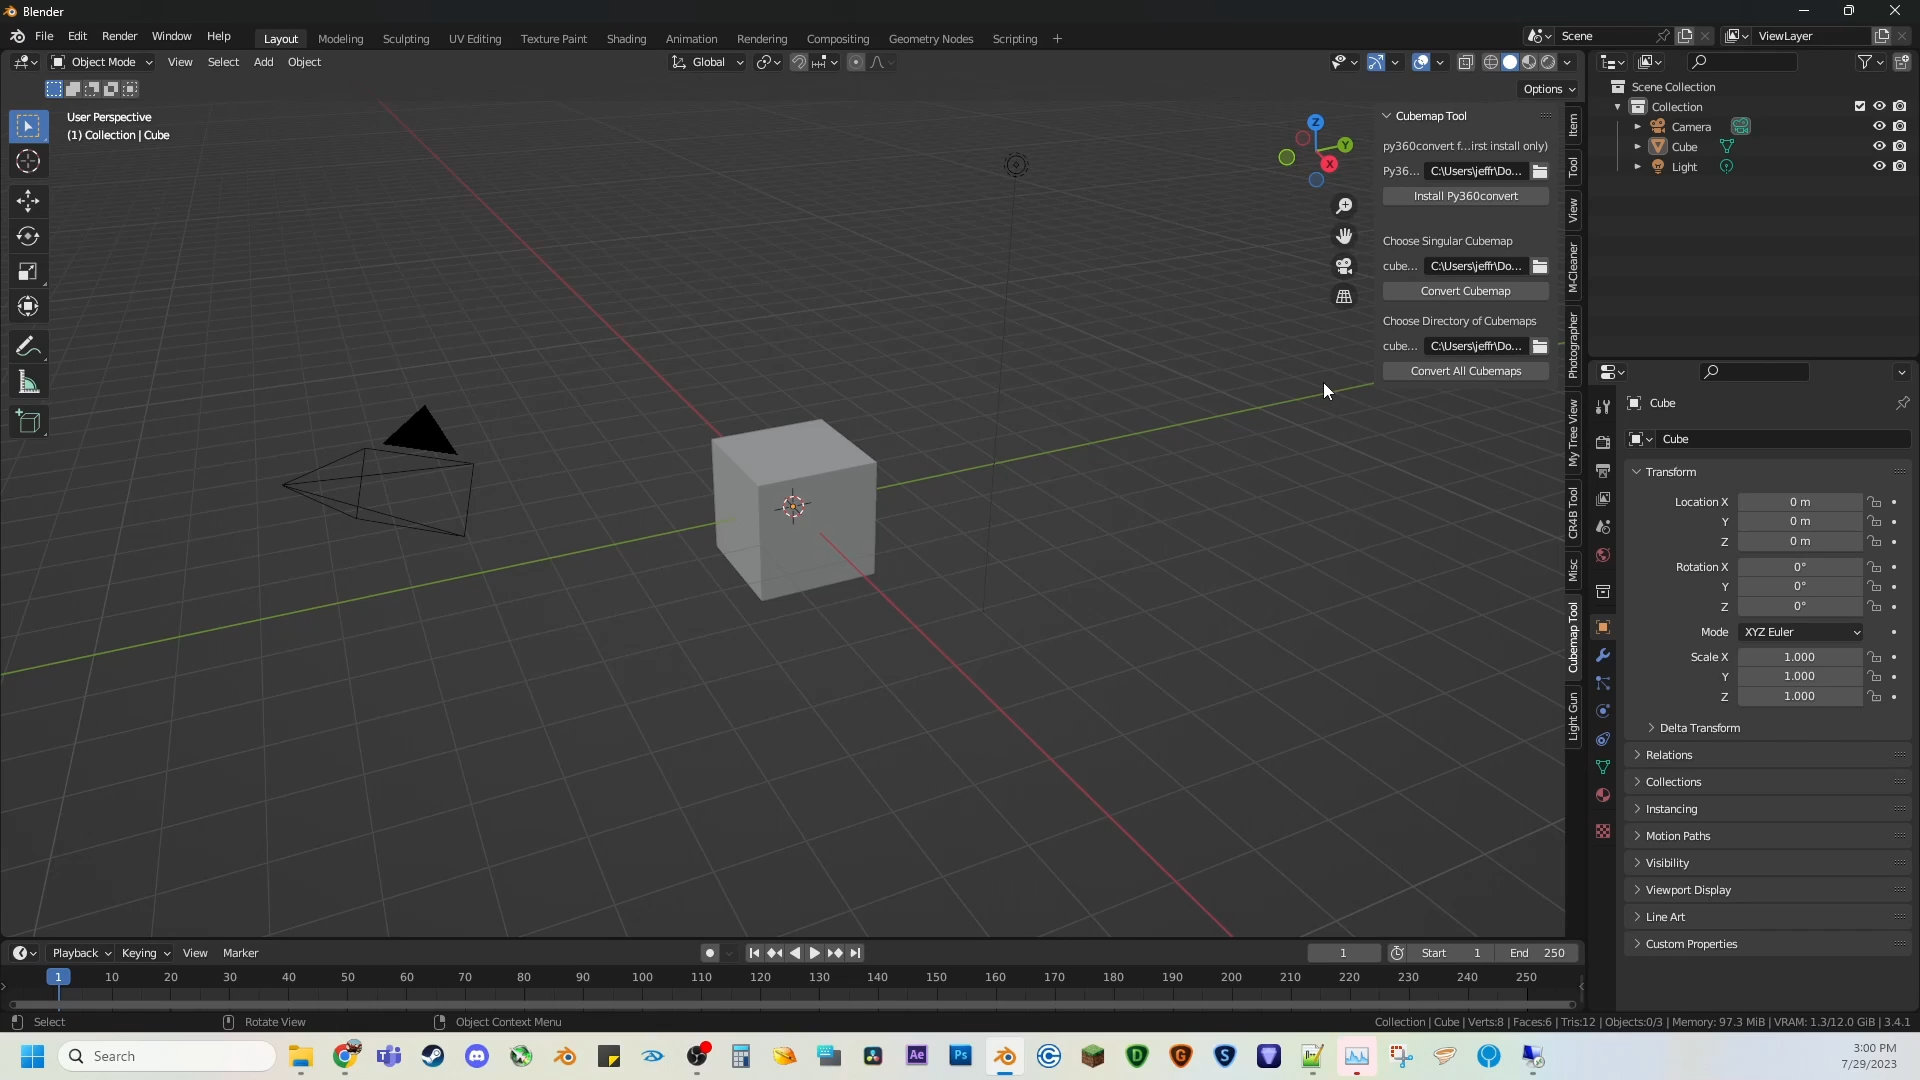 Blender
File Edit Render Window Help Layout Modeling Sculpting UV Editing Texture Paint Shading Animation Rendering Compositing Geometry Nodes Scripting + Scene ViewLayer
Object Mode View Select Add Object Global
Options
User Perspective
(1) Collection | Cube
Z
Y
X
Cubemap Tool
py360convert f...irst install only)
Py36... C:\Users\jeffr\Do...
Install Py360convert
Choose Singular Cubemap
cube... C:\Users\jeffr\Do...
Convert Cubemap
Choose Directory of Cubemaps
cube... C:\Users\jeffr\Do...
Convert All Cubemaps
Item
Tool
View
M-Cleaner
Photographer
My Tree View
CR4B Tool
Misc
Cubemap Tool
Light Gun
Scene Collection
Collection
Camera
Cube
Light
Cube
Cube
Transform
Location X 0 m
Y 0 m
Z 0 m
Rotation X 0°
Y 0°
Z 0°
Mode XYZ Euler
Scale X 1.000
Y 1.000
Z 1.000
Delta Transform
Relations
Collections
Instancing
Motion Paths
Visibility
Viewport Display
Line Art
Custom Properties
Playback Keying View Marker 1 Start 1 End 250
1 10 20 30 40 50 60 70 80 90 100 110 120 130 140 150 160 170 180 190 200 210 220 230 240 250
Select Rotate View Object Context Menu Collection | Cube | Verts:8 | Faces:6 | Tris:12 | Objects:0/3 | Memory: 97.3 MiB | VRAM: 1.3/12.0 GiB | 3.4.1
Search Ae Ps D G S
3:00 PM
7/29/2023